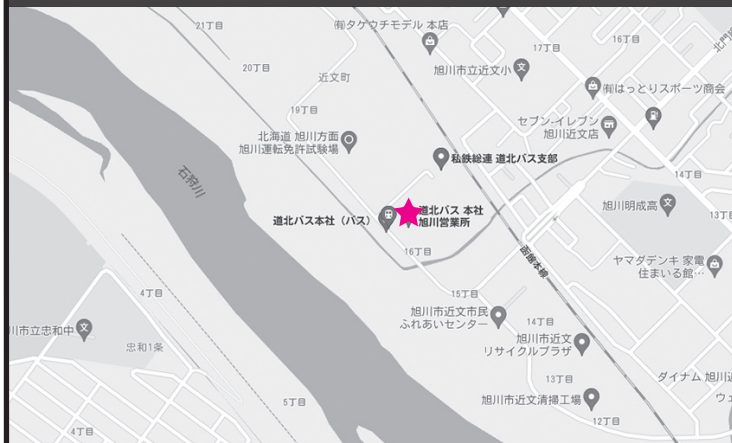 21丁目
㈲タケウチモデル 本店
16丁目
北門
17丁目
20丁目
近文町
旭川市立近文小
㈲はっとりスポーツ商会
19丁目
セブン-イレブン
旭川近文店
北海道 旭川方面
旭川運転免許試験場
私鉄総連 道北バス支部
石狩川
14丁目
旭川明成高
13丁目
道北バス本社（バス）
道北バス 本社
旭川営業所
16丁目
函館本線
ヤマダデンキ 家電
住まいる館…
4丁目
15丁目
旭川市近文市民
ふれあいセンター
14丁目
川市立忠和中
忠和1条
旭川市近文
リサイクルプラザ
13丁目
ダイナム 旭川
旭川市近文清掃工場
ウェ
5丁目
12丁目
4丁目